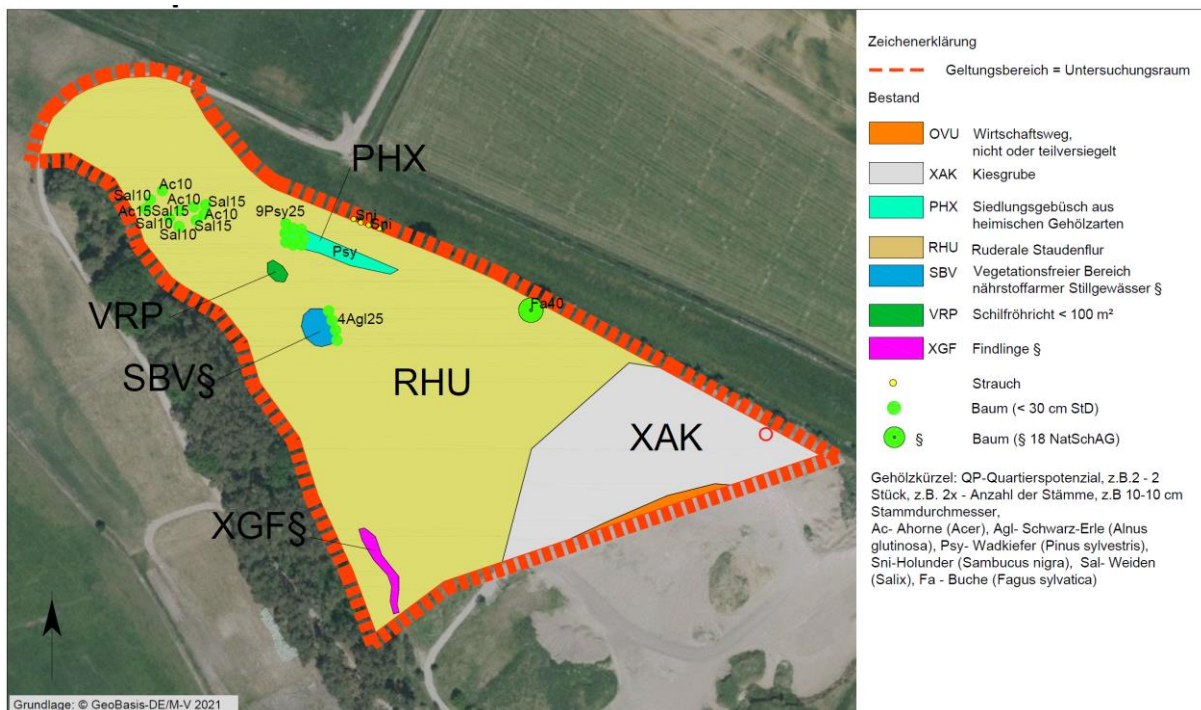 PHX
Ac10
Sal10
Ac10
Sal15
Ac15
Sal15
Ac10
Sal10
Sal15
Sal10
9Psy25
Sni
Sni
Psy
VRP
4Agl25
Fa40
SBV§
RHU
XAK
XGF§
Grundlage: © GeoBasis-DE/M-V 2021
Zeichenerklärung
Geltungsbereich = Untersuchungsraum
Bestand
OVU Wirtschaftsweg,
nicht oder teilversiegelt
XAK Kiesgrube
PHX Siedlungsgebüsch aus
heimischen Gehölzarten
RHU Ruderale Staudenflur
SBV Vegetationsfreier Bereich
nährstoffarmer Stillgewässer §
VRP Schilfröhricht < 100 m²
XGF Findlinge §
Strauch
Baum (< 30 cm StD)
§ Baum (§ 18 NatSchAG)
Gehölzkürzel: QP-Quartierspotenzial, z.B.2 - 2
Stück, z.B. 2x - Anzahl der Stämme, z.B 10-10 cm
Stammdurchmesser,
Ac- Ahorne (Acer), Agl- Schwarz-Erle (Alnus
glutinosa), Psy- Wadkiefer (Pinus sylvestris),
Sni-Holunder (Sambucus nigra), Sal- Weiden
(Salix), Fa - Buche (Fagus sylvatica)